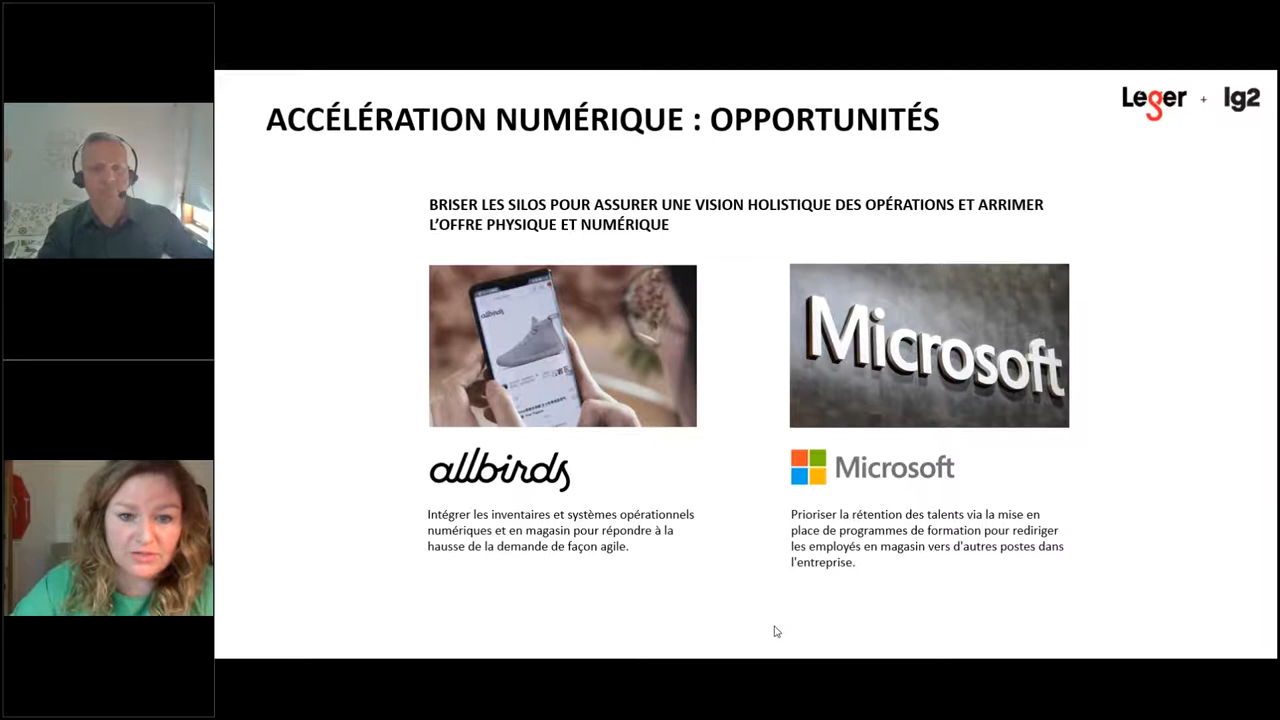 Leger + lg2
ACCÉLÉRATION NUMÉRIQUE : OPPORTUNITÉS
BRISER LES SILOS POUR ASSURER UNE VISION HOLISTIQUE DES OPÉRATIONS ET ARRIMER
L'OFFRE PHYSIQUE ET NUMÉRIQUE
allbirds
Microsoft
allbirds
Intégrer les inventaires et systèmes opérationnels
numériques et en magasin pour répondre à la
hausse de la demande de façon agile.
Microsoft
Prioriser la rétention des talents via la mise en
place de programmes de formation pour rediriger
les employés en magasin vers d'autres postes dans
l'entreprise.